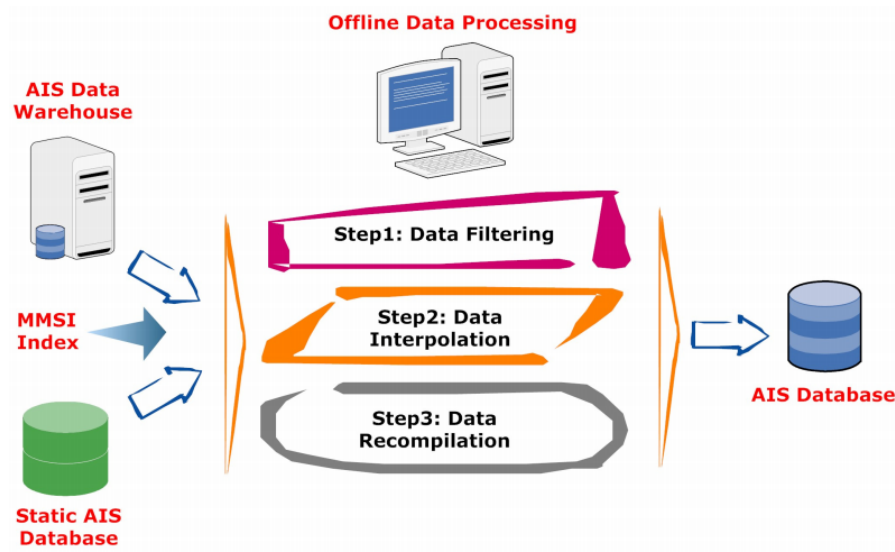 Offline Data Processing
AIS Data
Warehouse
Step1: Data Filtering
MMSI
Index
Step2: Data
Interpolation
AIS Database
Step3: Data
Recompilation
Static AIS
Database